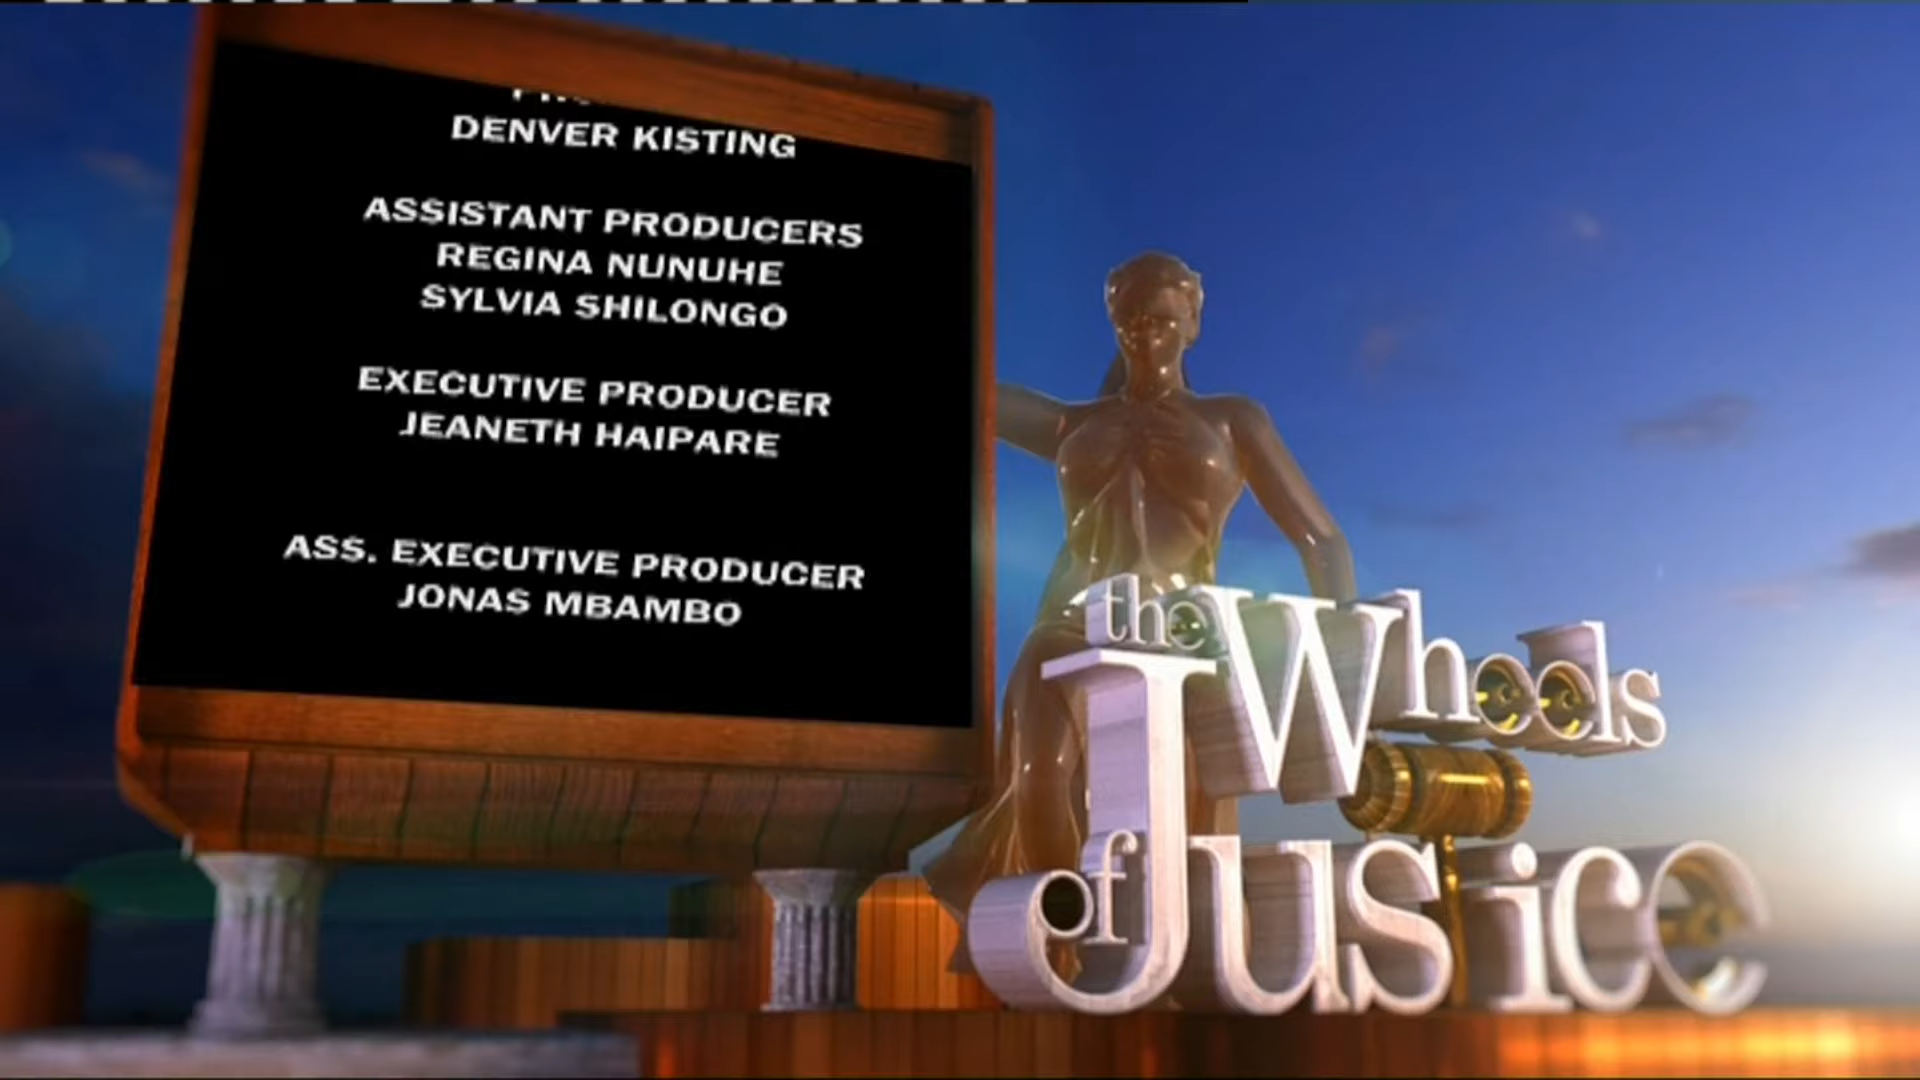 DENVER KISTING
ASSISTANT PRODUCERS
REGINA NUNUHE
SYLVIA SHILONGO
EXECUTIVE PRODUCER
JEANETH HAIPARE
ASS. EXECUTIVE PRODUCER
JONAS MBAMBO
the Wheels
of Justice